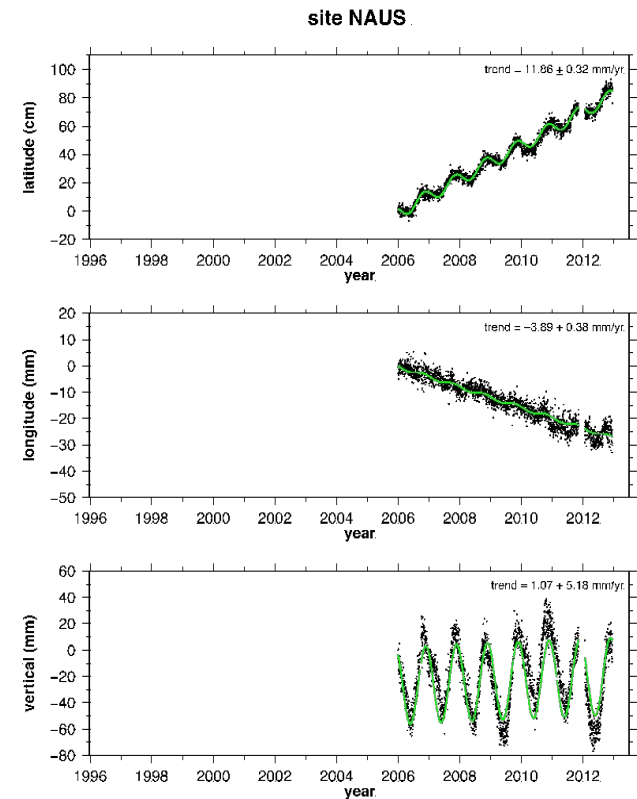 site NAUS
trend = 11.86 ± 0.32 mm/yr.
latitude (cm)
100
80
60
40
20
0
−20
1996 1998 2000 2002 2004 2006 2008 2010 2012
year
trend = −3.89 + 0.38 mm/yr.
longitude (mm)
20
10
0
−10
−20
−30
−40
−50
1996 1998 2000 2002 2004 2006 2008 2010 2012
year
trend = 1.07 + 5.18 mm/yr.
vertical (mm)
60
40
20
0
−20
−40
−60
−80
1996 1998 2000 2002 2004 2006 2008 2010 2012
year